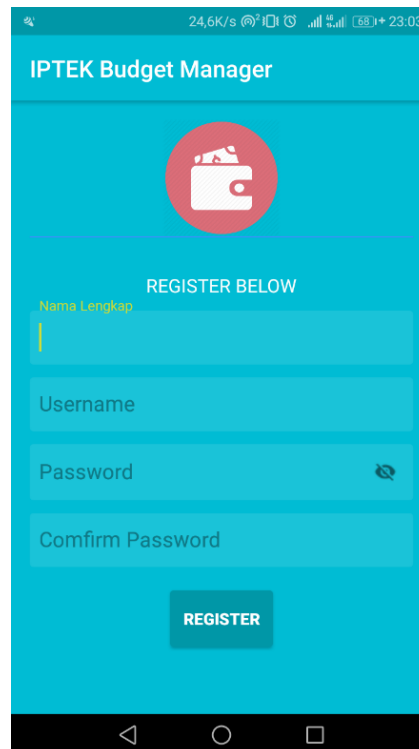 24,6K/s 68 23:03
IPTEK Budget Manager
REGISTER BELOW
Nama Lengkap
Username
Password
Comfirm Password
REGISTER